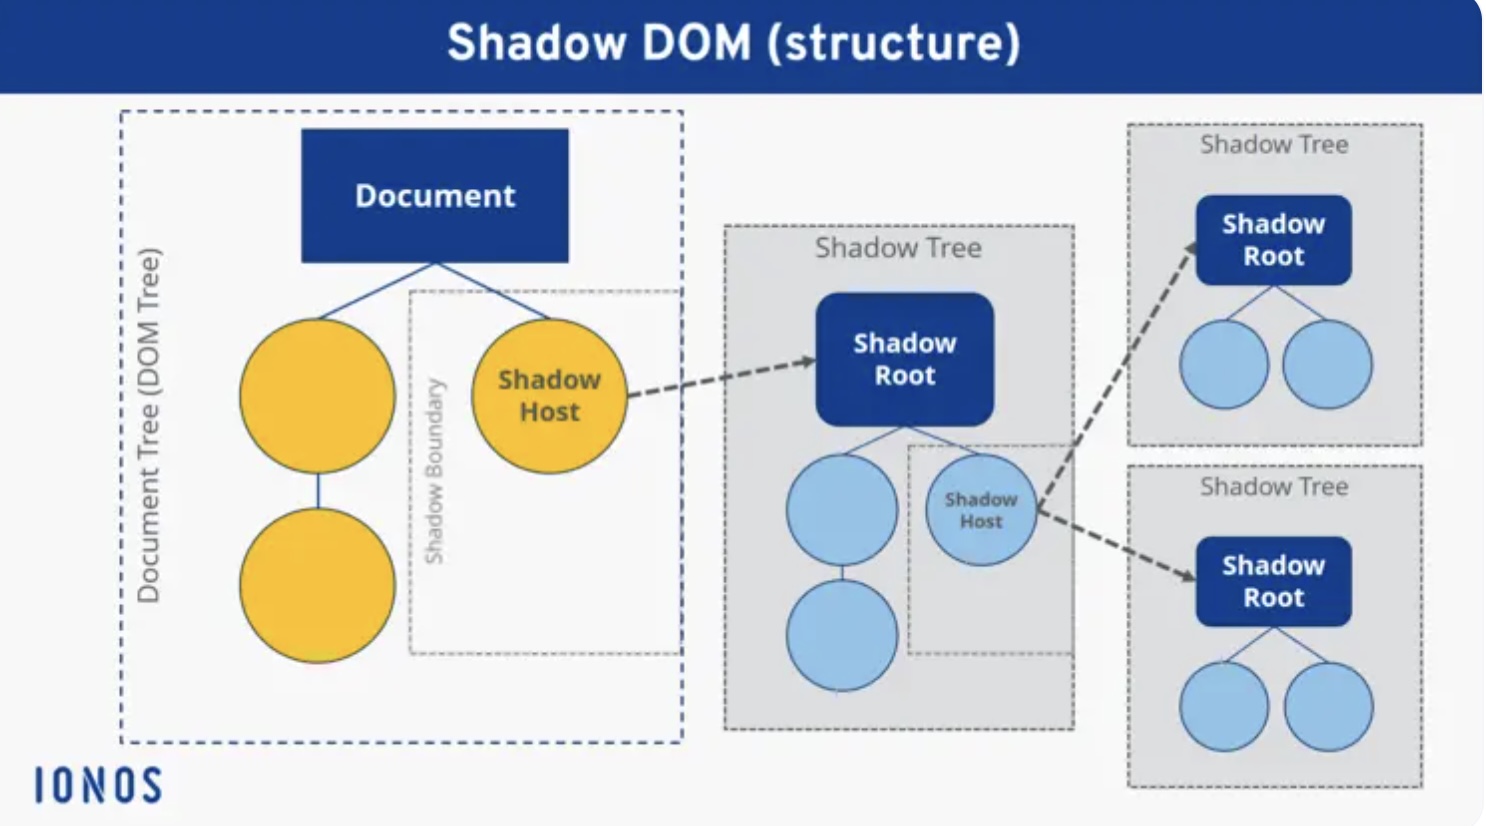 Shadow DOM (structure)
Document Tree (DOM Tree)
Document
Shadow Boundary
Shadow
Host
Shadow Tree
Shadow
Root
Shadow
Host
Shadow Tree
Shadow
Root
Shadow Tree
Shadow
Root
IONOS